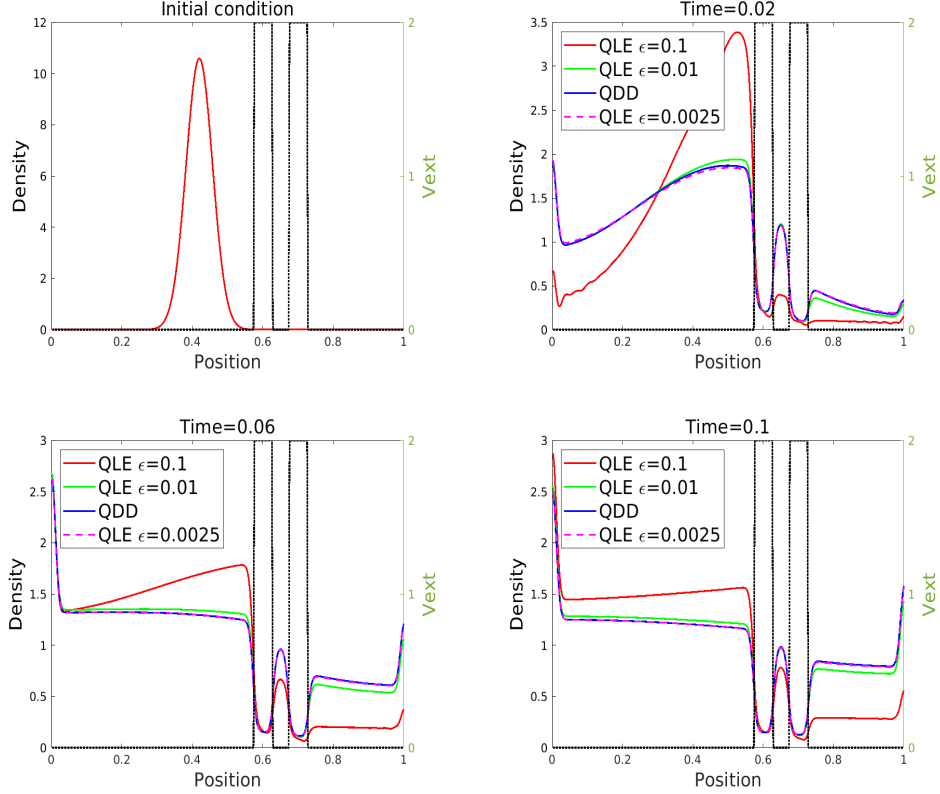 Initial condition
12
10
8
6
4
2
0
Density
2
1
0
Vext
0 0.2 0.4 0.6 0.8 1
Position
Time=0.02
3.5
3
2.5
2
1.5
1
0.5
0
Density
QLE ϵ=0.1
QLE ϵ=0.01
QDD
QLE ϵ=0.0025
2
1
0
Vext
0 0.2 0.4 0.6 0.8 1
Position
Time=0.06
3
2.5
2
1.5
1
0.5
0
Density
QLE ϵ=0.1
QLE ϵ=0.01
QDD
QLE ϵ=0.0025
2
1
0
Vext
0 0.2 0.4 0.6 0.8 1
Position
Time=0.1
3
2.5
2
1.5
1
0.5
0
Density
QLE ϵ=0.1
QLE ϵ=0.01
QDD
QLE ϵ=0.0025
2
1
0
Vext
0 0.2 0.4 0.6 0.8 1
Position